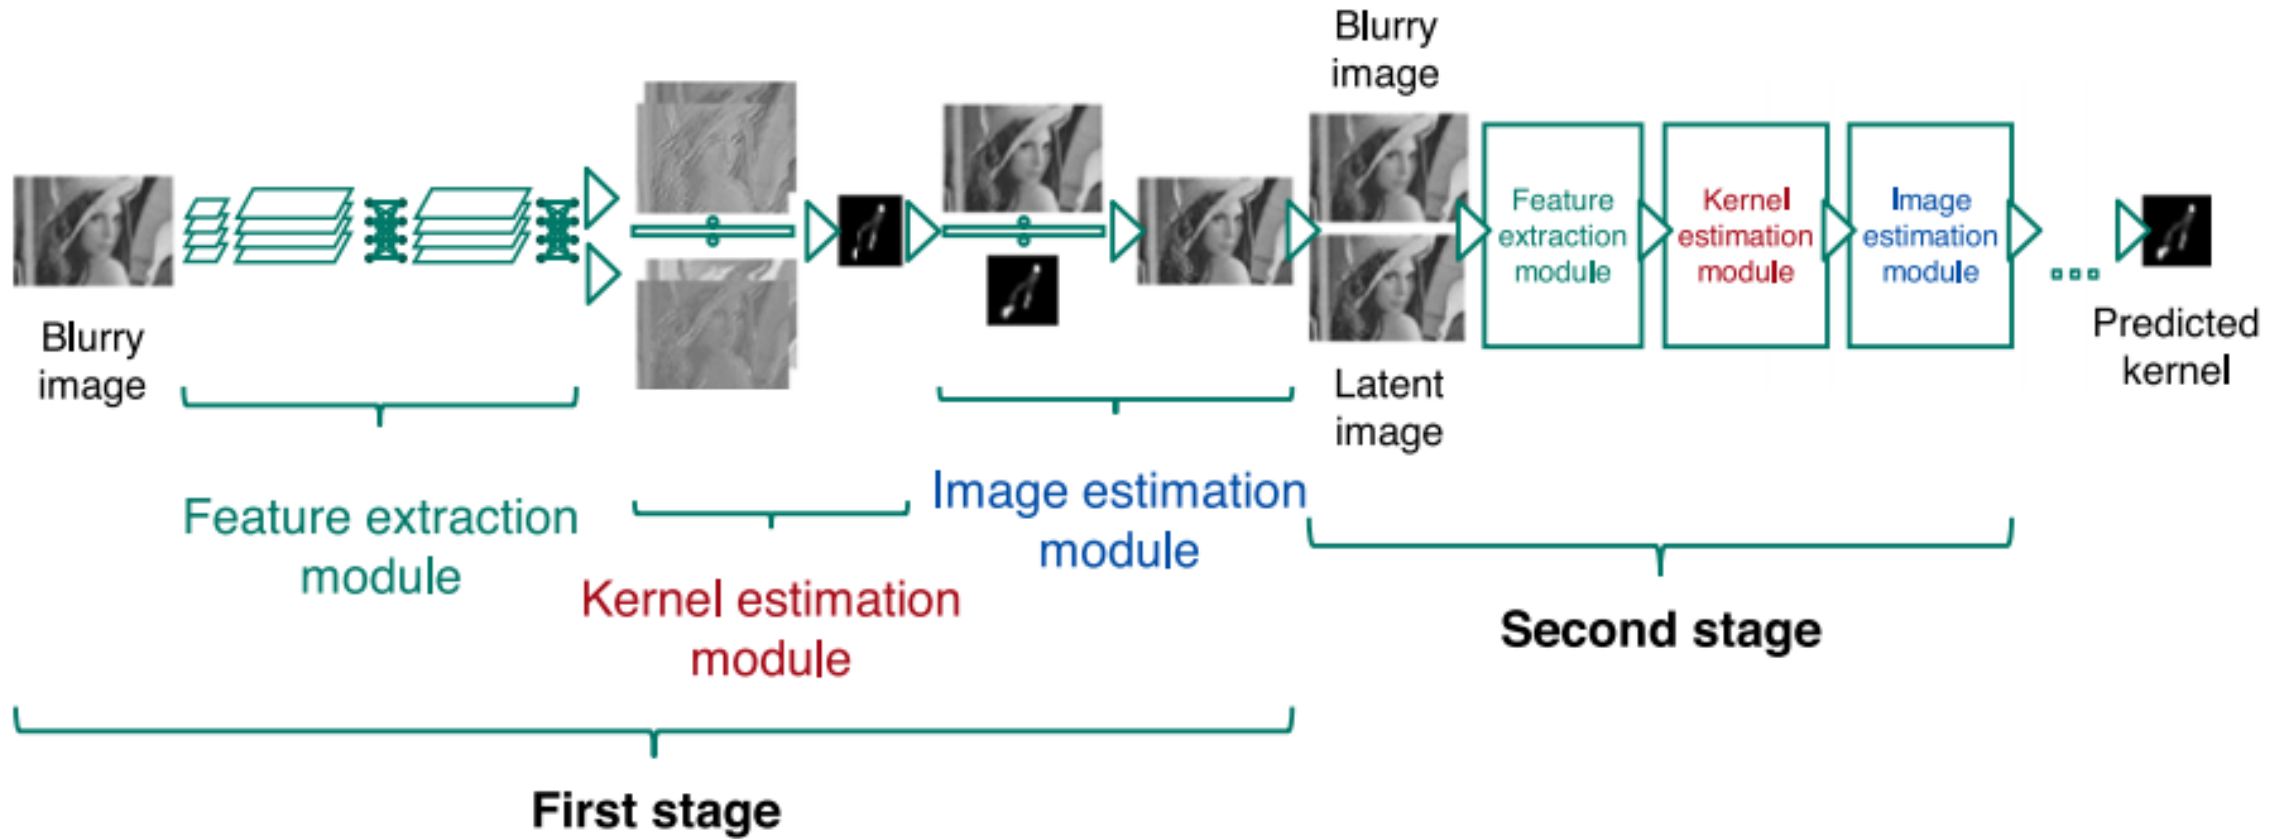 Blurry
image
Feature extraction
module
Kernel estimation
module
Image estimation
module
First stage
Blurry
image
Latent
image
Feature
extraction
module
Kernel
estimation
module
Image
estimation
module
Second stage
Predicted
kernel